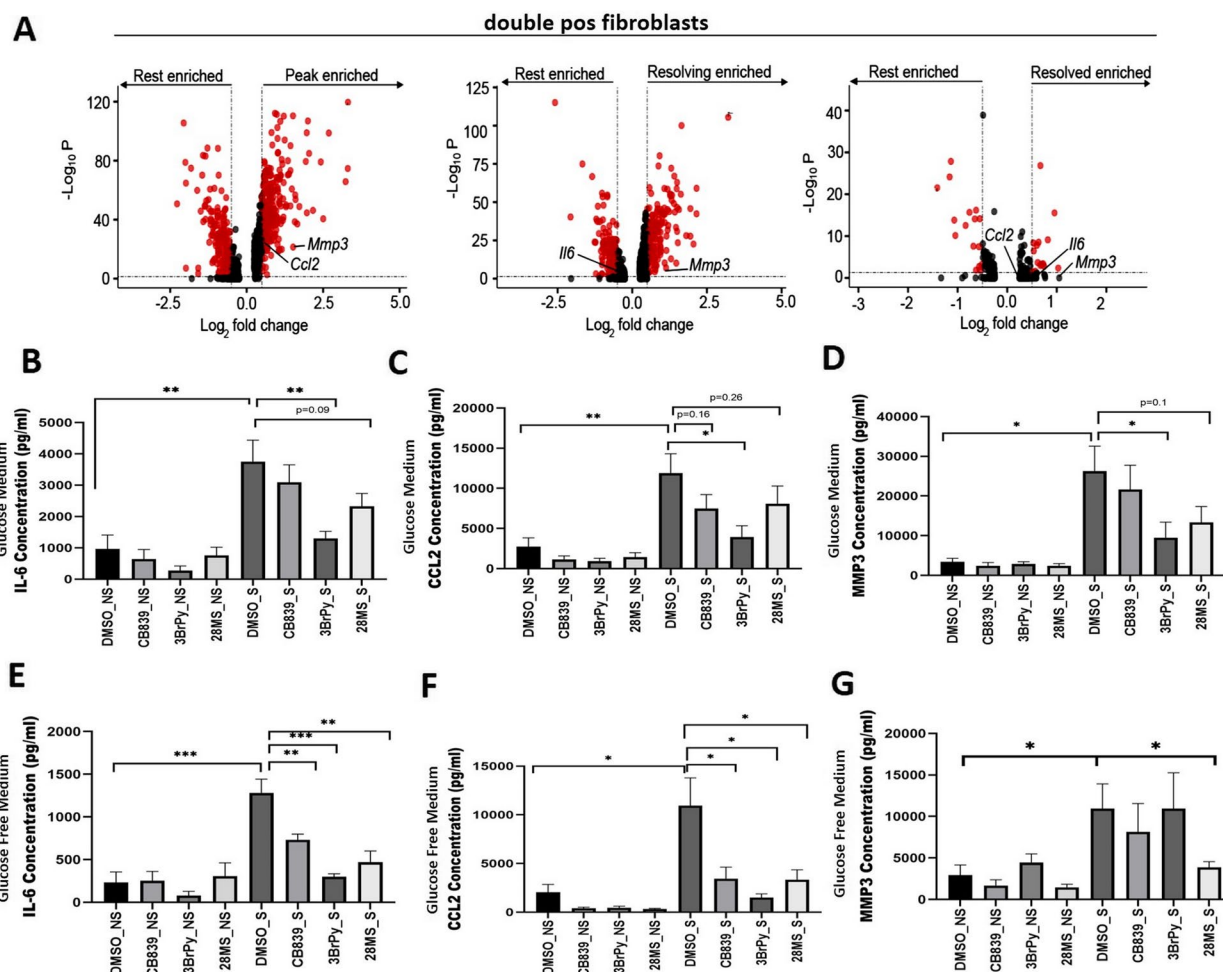 A
double pos fibroblasts
Rest enriched
Peak enriched
-Log₁₀ P
120
80
40
0
Mmp3
Ccl2
-2.5
0.0
2.5
5.0
Log₂ fold change
Rest enriched
Resolving enriched
-Log₁₀ P
125
100
75
50
25
0
Il6
Mmp3
-2.5
0.0
2.5
5.0
Log₂ fold change
Rest enriched
Resolved enriched
-Log₁₀ P
40
30
20
10
0
Ccl2
Il6
Mmp3
-3
-2
-1
0.0
1
2
Log₂ fold change
B
Glucose Medium
IL-6 Concentration (pg/ml)
5000
4000
3000
2000
1000
0
**
**
p=0.09
DMSO_NS
CB839_NS
3BrPy_NS
28MS_NS
DMSO_S
CB839_S
3BrPy_S
28MS_S
C
Glucose Medium
CCL2 Concentration (pg/ml)
20000
15000
10000
5000
0
**
p=0.26
p=0.16
*
DMSO_NS
CB839_NS
3BrPy_NS
28MS_NS
DMSO_S
CB839_S
3BrPy_S
28MS_S
D
Glucose Medium
MMP3 Concentration (pg/ml)
40000
30000
20000
10000
0
*
p=0.1
*
DMSO_NS
CB839_NS
3BrPy_NS
28MS_NS
DMSO_S
CB839_S
3BrPy_S
28MS_S
E
Glucose Free Medium
IL-6 Concentration (pg/ml)
2000
1500
1000
500
0
***
**
***
**
DMSO_NS
CB839_NS
3BrPy_NS
28MS_NS
DMSO_S
CB839_S
3BrPy_S
28MS_S
F
Glucose Free Medium
CCL2 Concentration (pg/ml)
15000
10000
5000
0
*
*
*
*
DMSO_NS
CB839_NS
3BrPy_NS
28MS_NS
DMSO_S
CB839_S
3BrPy_S
28MS_S
G
Glucose Free Medium
MMP3 Concentration (pg/ml)
20000
15000
10000
5000
0
*
*
DMSO_NS
CB839_NS
3BrPy_NS
28MS_NS
DMSO_S
CB839_S
3BrPy_S
28MS_S